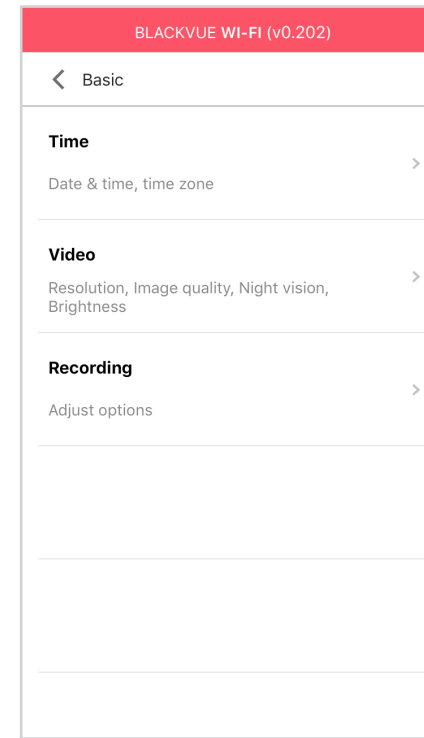 BLACKVUE WI-FI (v0.202)
Basic
Time
Date & time, time zone
Video
Resolution, Image quality, Night vision,
Brightness
Recording
Adjust options